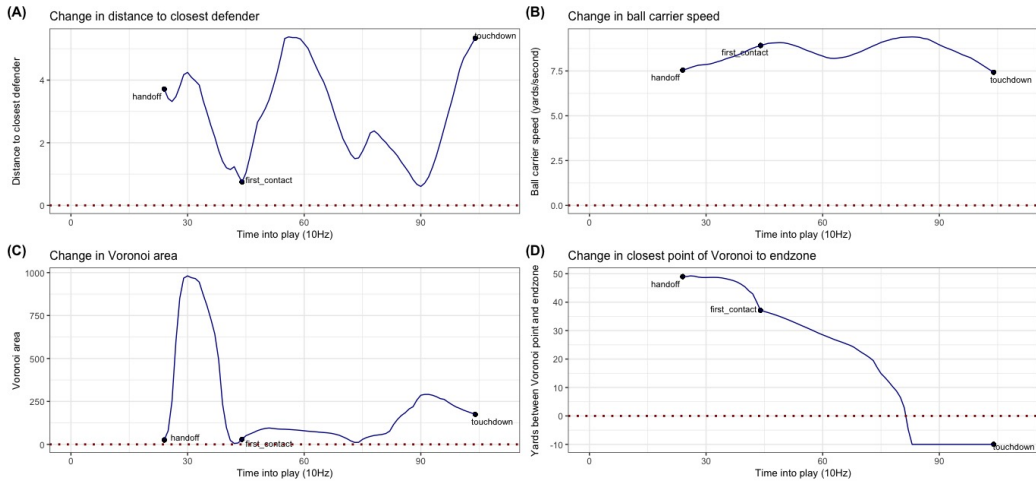 (A)
Change in distance to closest defender
Distance to closest defender
4
2
0
handoff
first_contact
touchdown
0 30 60 90
Time into play (10Hz)
(B)
Change in ball carrier speed
Ball carrier speed (yards/second)
7.5
5.0
2.5
0.0
handoff
first_contact
touchdown
0 30 60 90
Time into play (10Hz)
(C)
Change in Voronoi area
Voronoi area
1000
750
500
250
0
handoff
first_contact
touchdown
0 30 60 90
Time into play (10Hz)
(D)
Change in closest point of Voronoi to endzone
Yards between Voronoi point and endzone
50
40
30
20
10
0
-10
handoff
first_contact
touchdown
0 30 60 90
Time into play (10Hz)